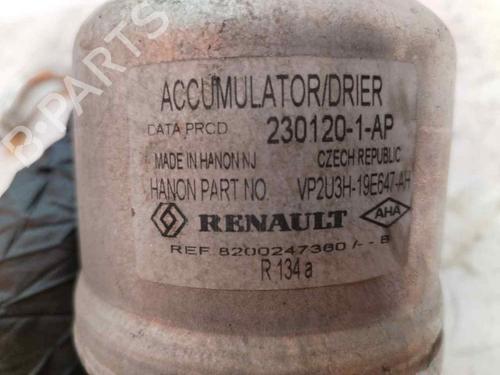 B-PARTS
ACCUMULATOR/DRIER
DATA PROD 230120-1-AP
MADE IN HANON NJ CZECH REPUBLIC
HANON PART NO. VP2U3H-19E647-AH
RENAULT AHA
REF. 8200247360/--B
R 134 a